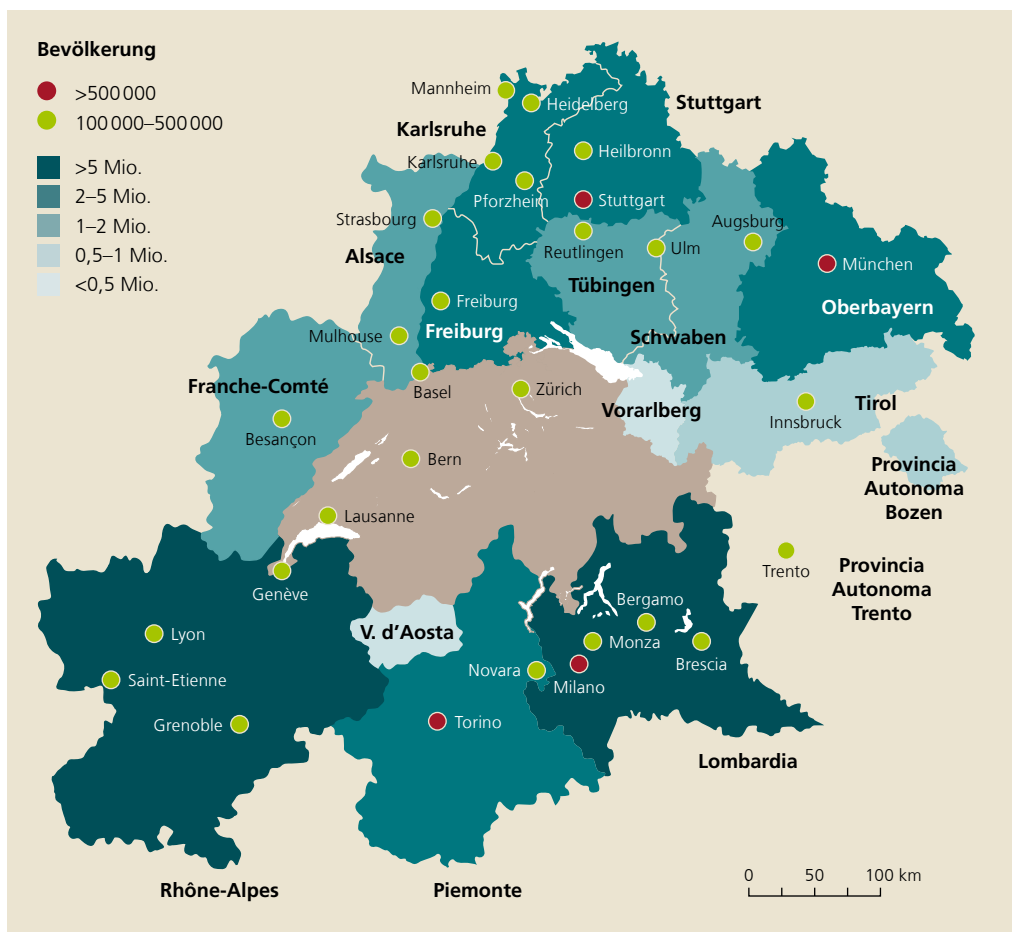 Bevölkerung
>500 000
100 000–500 000
>5 Mio.
2–5 Mio.
1–2 Mio.
0,5–1 Mio.
<0,5 Mio.
Mannheim
Heidelberg
Stuttgart
Karlsruhe
Heilbronn
Karlsruhe
Pforzheim
Stuttgart
Strasbourg
Augsburg
Reutlingen
Ulm
Alsace
München
Tübingen
Freiburg
Oberbayern
Freiburg
Mulhouse
Schwaben
Franche-Comté
Basel
Zürich
Vorarlberg
Tirol
Innsbruck
Besançon
Bern
Provincia
Autonoma
Bozen
Lausanne
Trento
Provincia
Autonoma
Trento
Genève
Bergamo
Lyon
V. d’Aosta
Monza
Brescia
Novara
Milano
Saint-Etienne
Grenoble
Torino
Lombardia
0 50 100 km
Rhône-Alpes
Piemonte